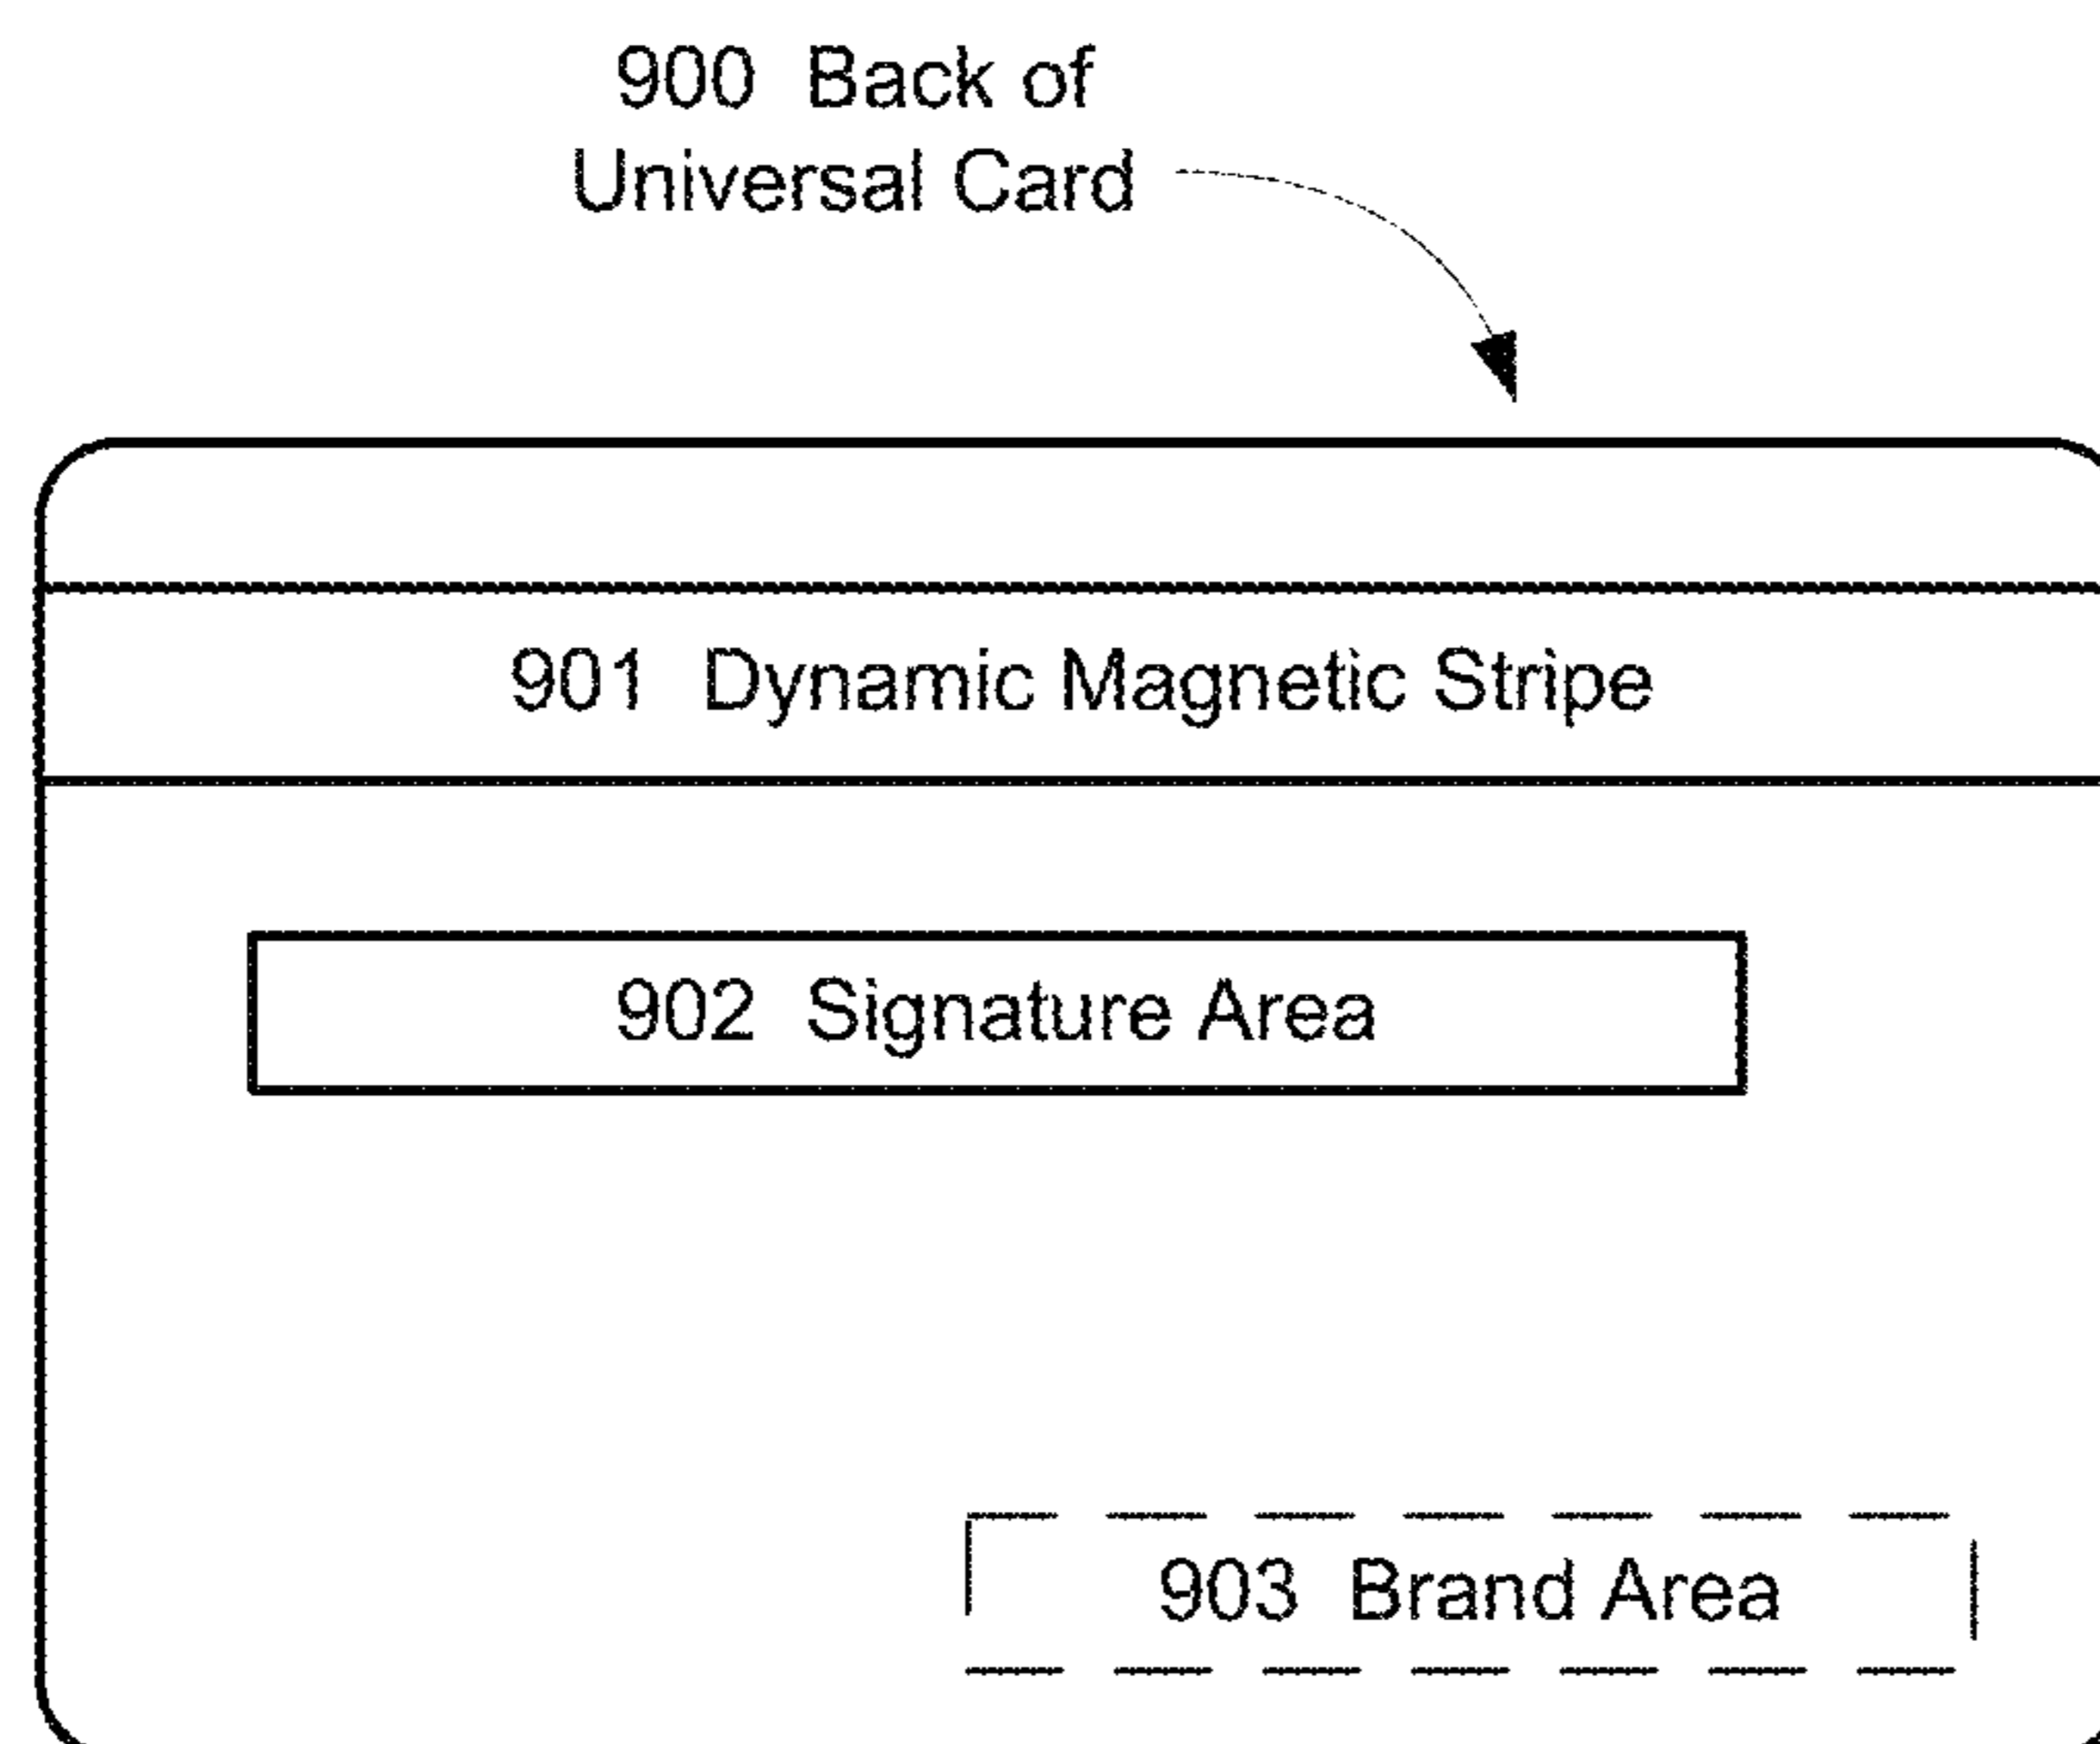 900 Back of
Universal Card
901 Dynamic Magnetic Stripe
902 Signature Area
903 Brand Area